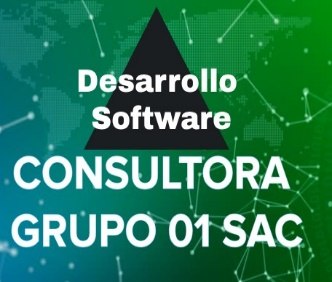 Desarrollo
Software
CONSULTORA
GRUPO 01 SAC